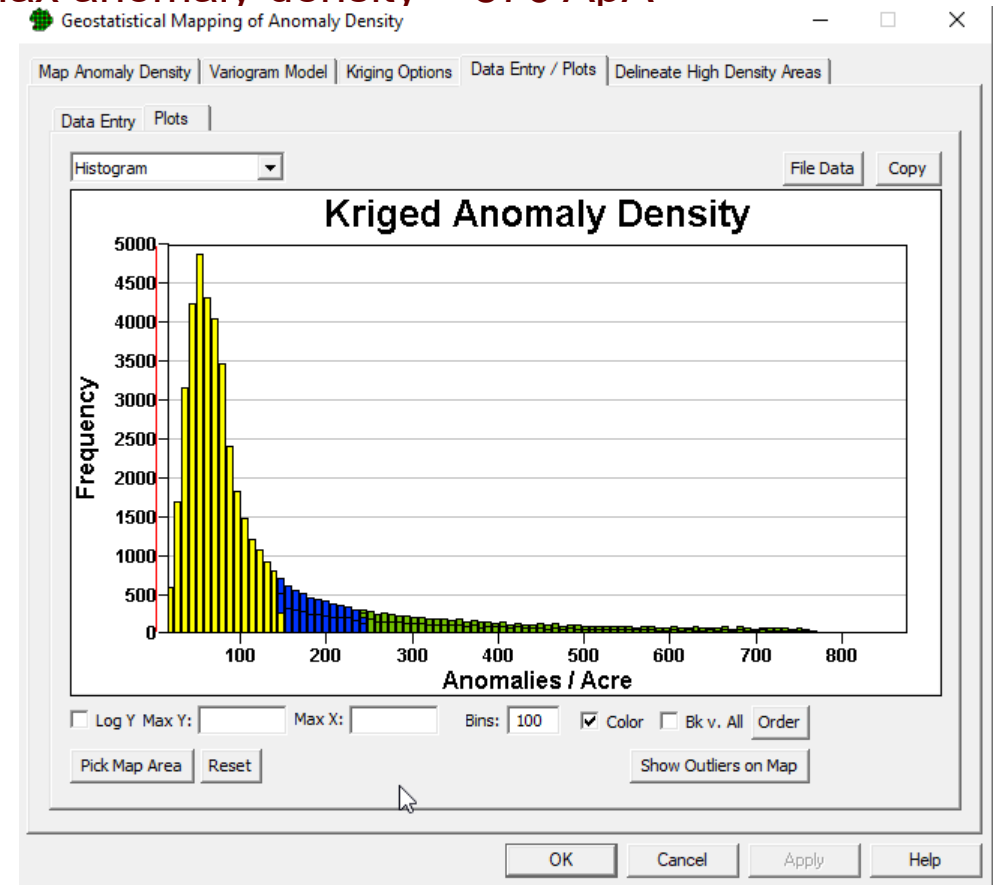 Max anomaly density
Geostatistical Mapping of Anomaly Density
Map Anomaly Density Variogram Model Kriging Options Data Entry / Plots Delineate High Density Areas
Data Entry Plots
Histogram File Data Copy
Kriged Anomaly Density
5000
4500
4000
3500
3000
2500
2000
1500
1000
500
0
Frequency
100 200 300 400 500 600 700 800
Anomalies / Acre
Log Y Max Y: Max X: Bins: 100 Color Bk v. All Order
Pick Map Area Reset Show Outliers on Map
OK Cancel Apply Help